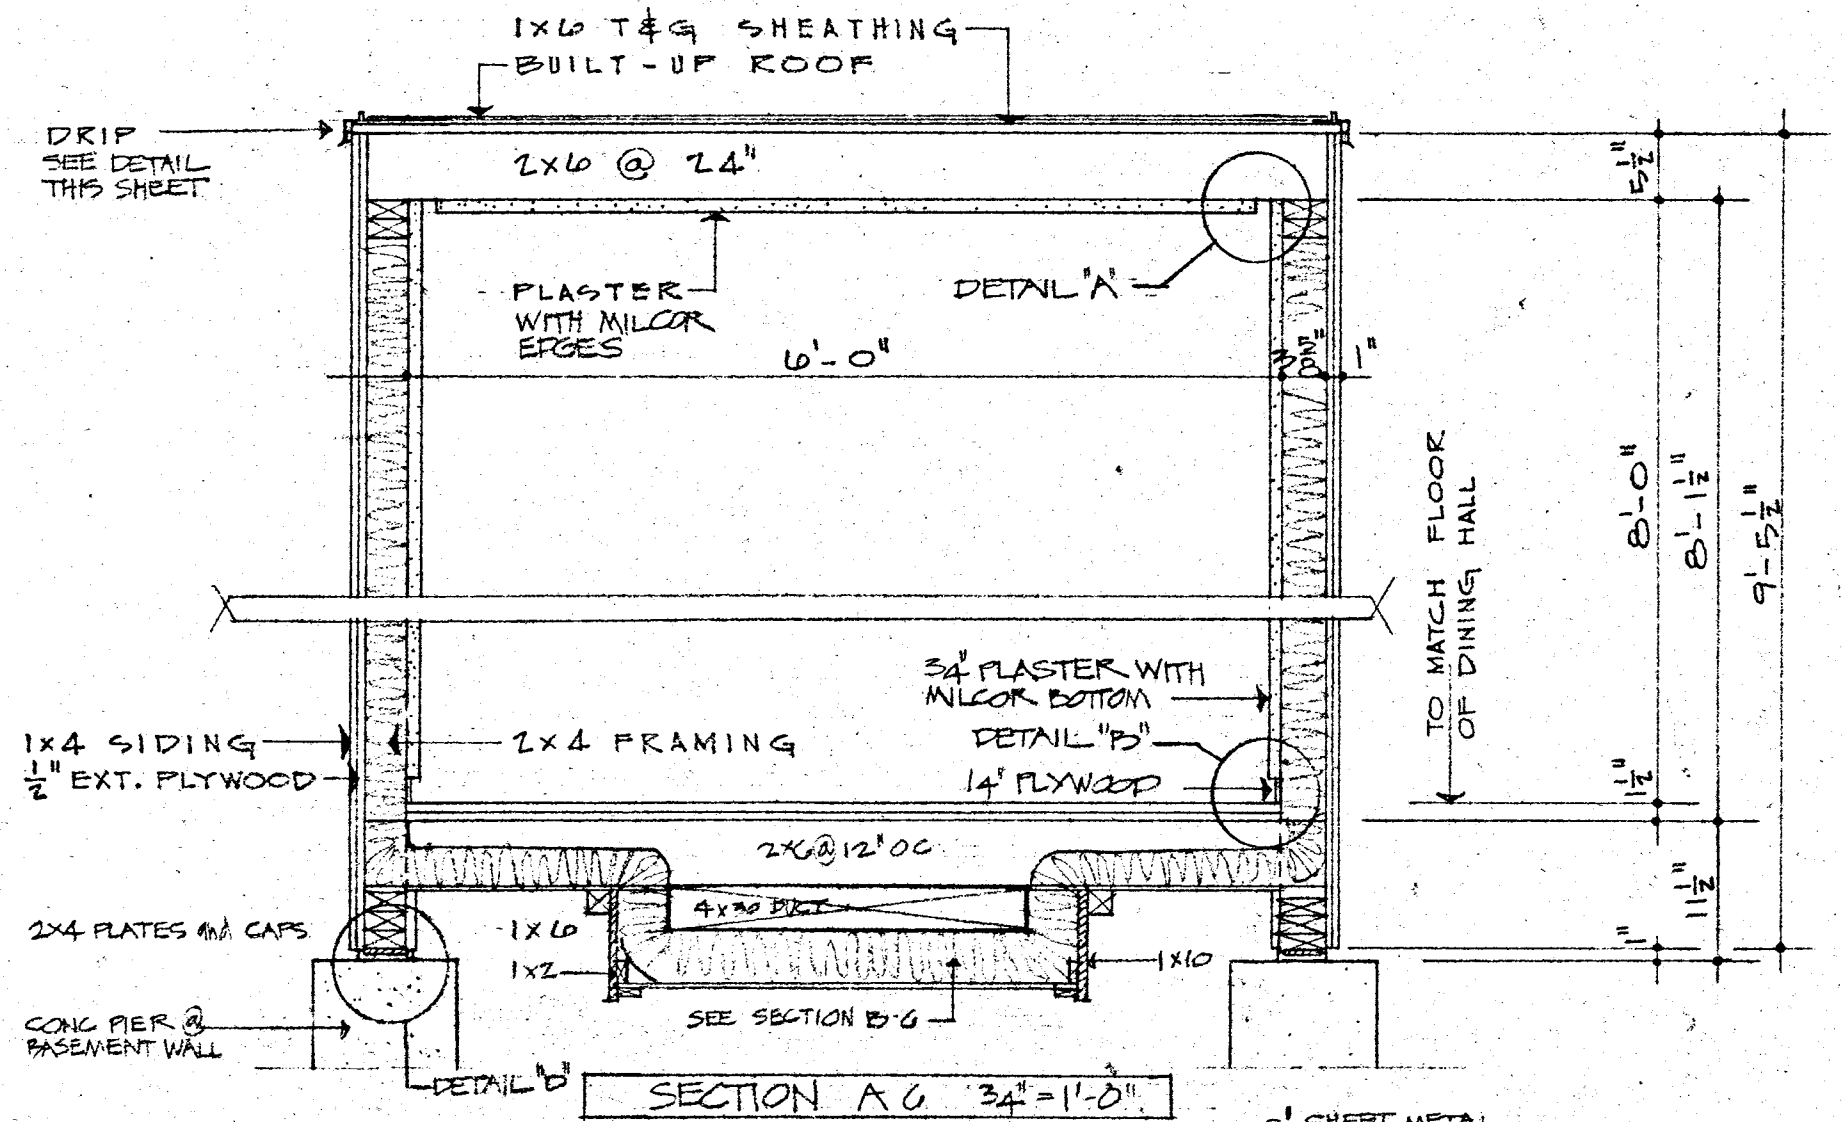 1X6 T&G SHEATHING
BUILT-UP ROOF
DRIP
SEE DETAIL
THIS SHEET
2X6 @ 24"
5 1/2"
PLASTER
WITH MILCOR
EDGES
DETAIL "A"
6'-0"
1"
TO MATCH FLOOR
OF DINING HALL
8'-0"
8'-1 1/2"
9'-5 1/2"
3/4" PLASTER WITH
MILCOR BOTTOM
DETAIL "B"
1/4" PLYWOOD
1X4 SIDING
1/2" EXT. PLYWOOD
2X4 FRAMING
1 1/2"
2X6@12" OC
11 1/2"
1"
4X30 DUCT
2X4 PLATES and CAPS
1X6
1X2
1X10
SEE SECTION B-6
CONC PIER @
BASEMENT WALL
DETAIL "D"
SECTION A 6 3/4"=1'-0"
SHEET METAL